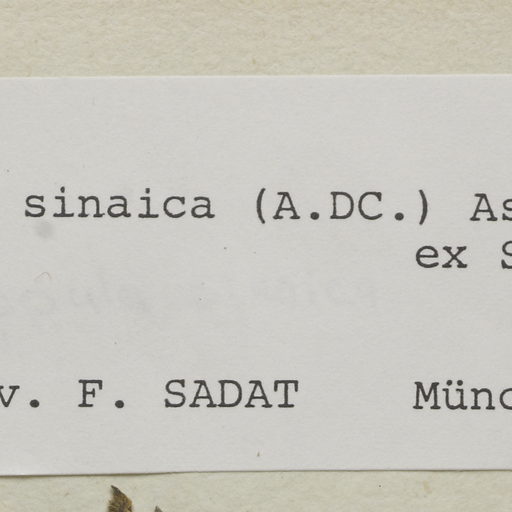 sinaica (A.DC.) As
ex S
v. F. SADAT Münc